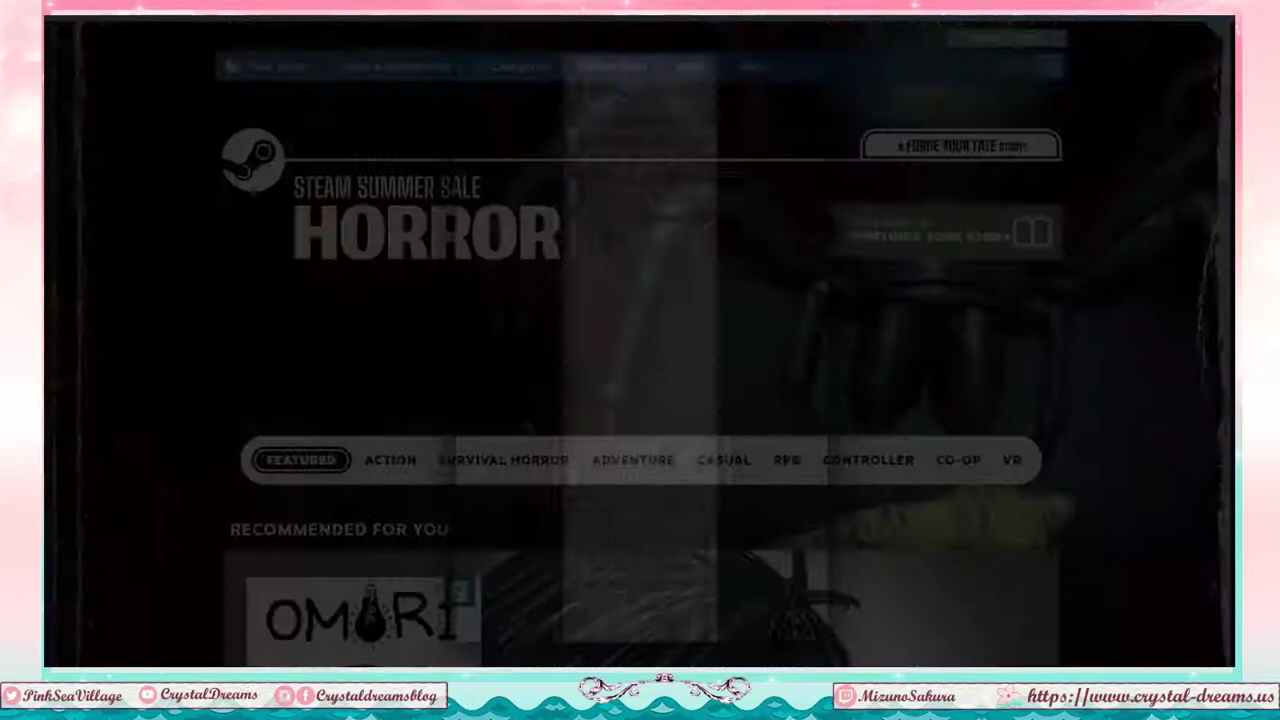 A FORGE YOUR FATE STORY
STEAM SUMMER SALE
HORROR
FEATURED ACTION SURVIVAL HORROR ADVENTURE CASUAL RPG CONTROLLER CO-OP VR
RECOMMENDED FOR YOU
OMORI
PinkSeaVillage CrystalDreams Crystaldreamsblog MizunoSakura https://www.crystal-dreams.us